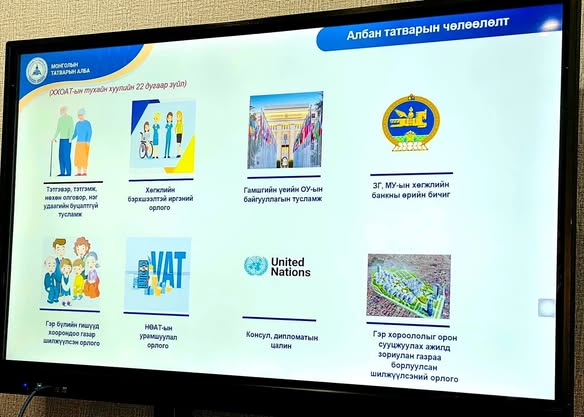 Албан татварын чөлөөлөлт
МОНГОЛЫН
ТАТВАРЫН АЛБА
(ХХОАТ-ын тухай хуулийн 22 дугаар зүйл)
Тэтгэвэр, тэтгэмж,
нөхөн олговор, нэг
удаагийн буцалтгүй
тусламж
Хөгжлийн
бэрхшээлтэй иргэний
орлого
Гамшгийн үеийн ОУ-ын
байгууллагын тусламж
ЗГ, МУ-ын хөгжлийн
банкны өрийн бичиг
VAT
United
Nations
Гэр бүлийн гишүүд
хооронд��о газар
шилжүүлсэн орлого
НӨАТ-ын
урамшуулал
орлого
Консул, дипломатын
цалин
Гэр хороололыг орон
сууцжуулах ажилд
зориулан газраа
борлуулсан
шилжүүлсэний орлого